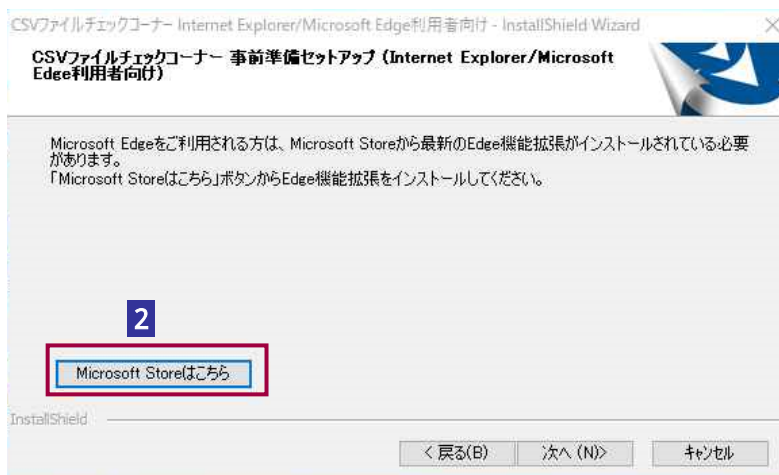 CSVファイルチェックコーナー Internet Explorer/Microsoft Edge利用者向け - InstallShield Wizard
CSVファイルチェックコーナー 事前準備セットアップ (Internet Explorer/Microsoft
Edge利用者向け)
Microsoft Edgeをご利用される方は、Microsoft Storeから最新のEdge機能拡張がインストールされている必要
があります。
「Microsoft Storeはこちら」ボタンからEdge機能拡張をインストールしてください。
2
Microsoft Storeはこちら
InstallShield
< 戻る(B) 次へ (N)> キャンセル